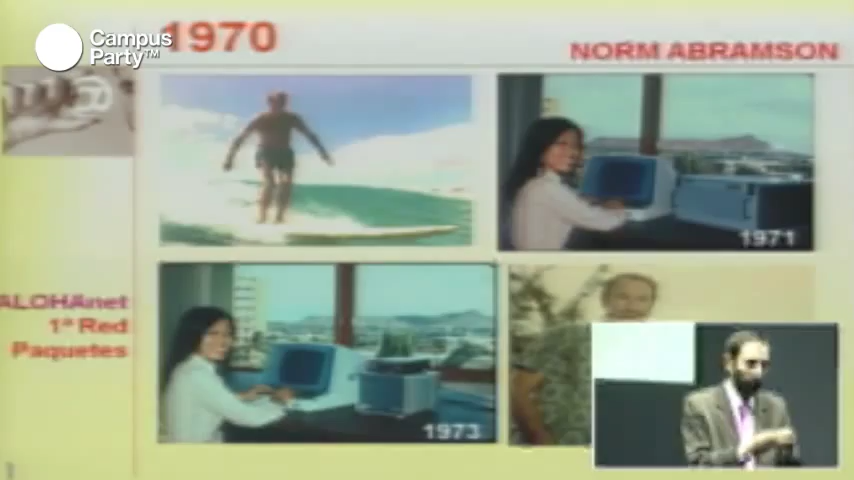 Campus
Party™
1970
NORM ABRAMSON
@
1971
ALOHAnet
1ª Red
Paquetes
1973